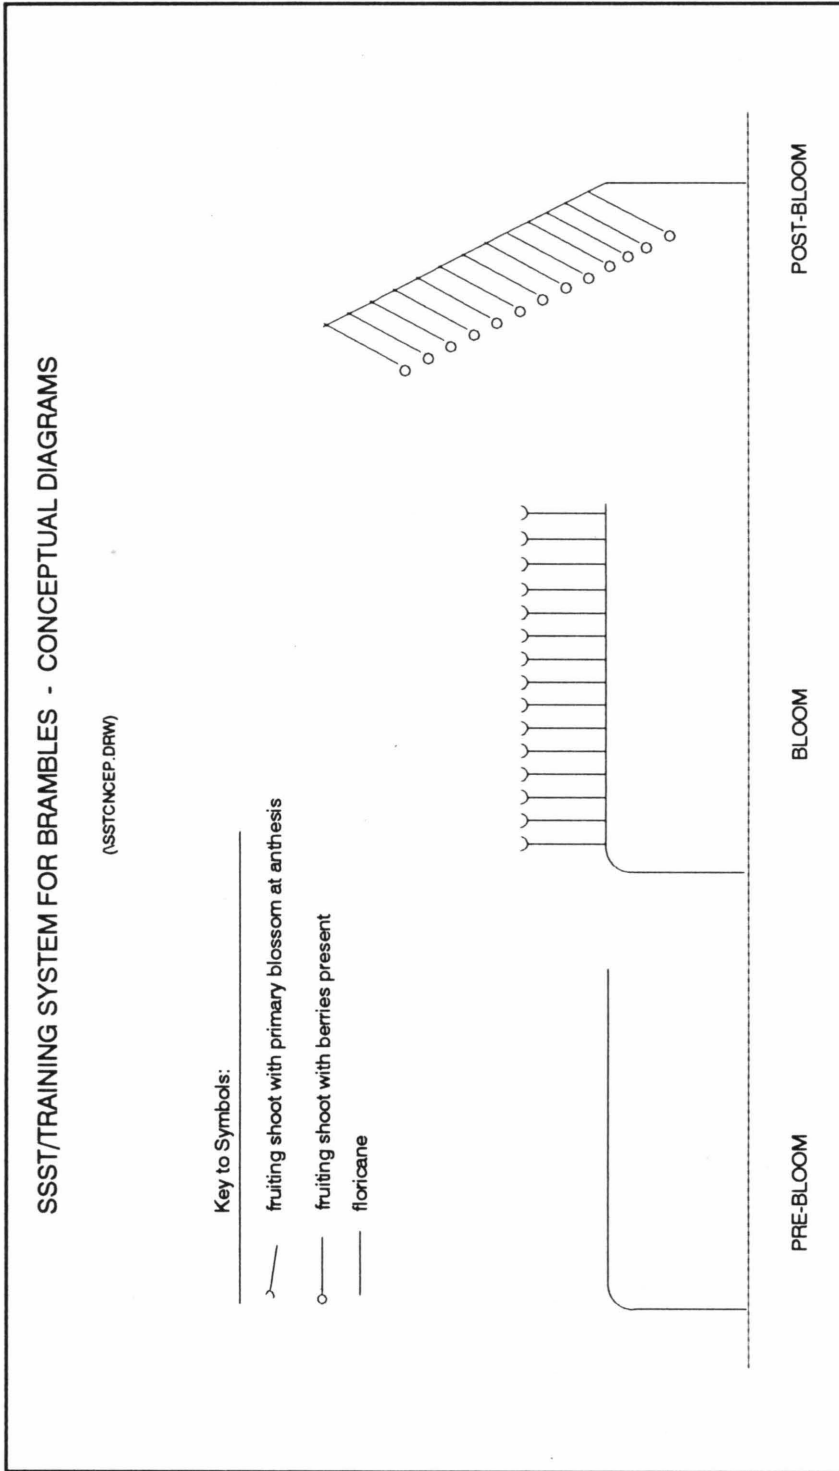 SSST/TRAINING SYSTEM FOR BRAMBLES - CONCEPTUAL DIAGRAMS
(\SSTCNCEP.DRW)
Key to Symbols:
fruiting shoot with primary blossom at anthesis
fruiting shoot with berries present
floricane
PRE-BLOOM
BLOOM
POST-BLOOM